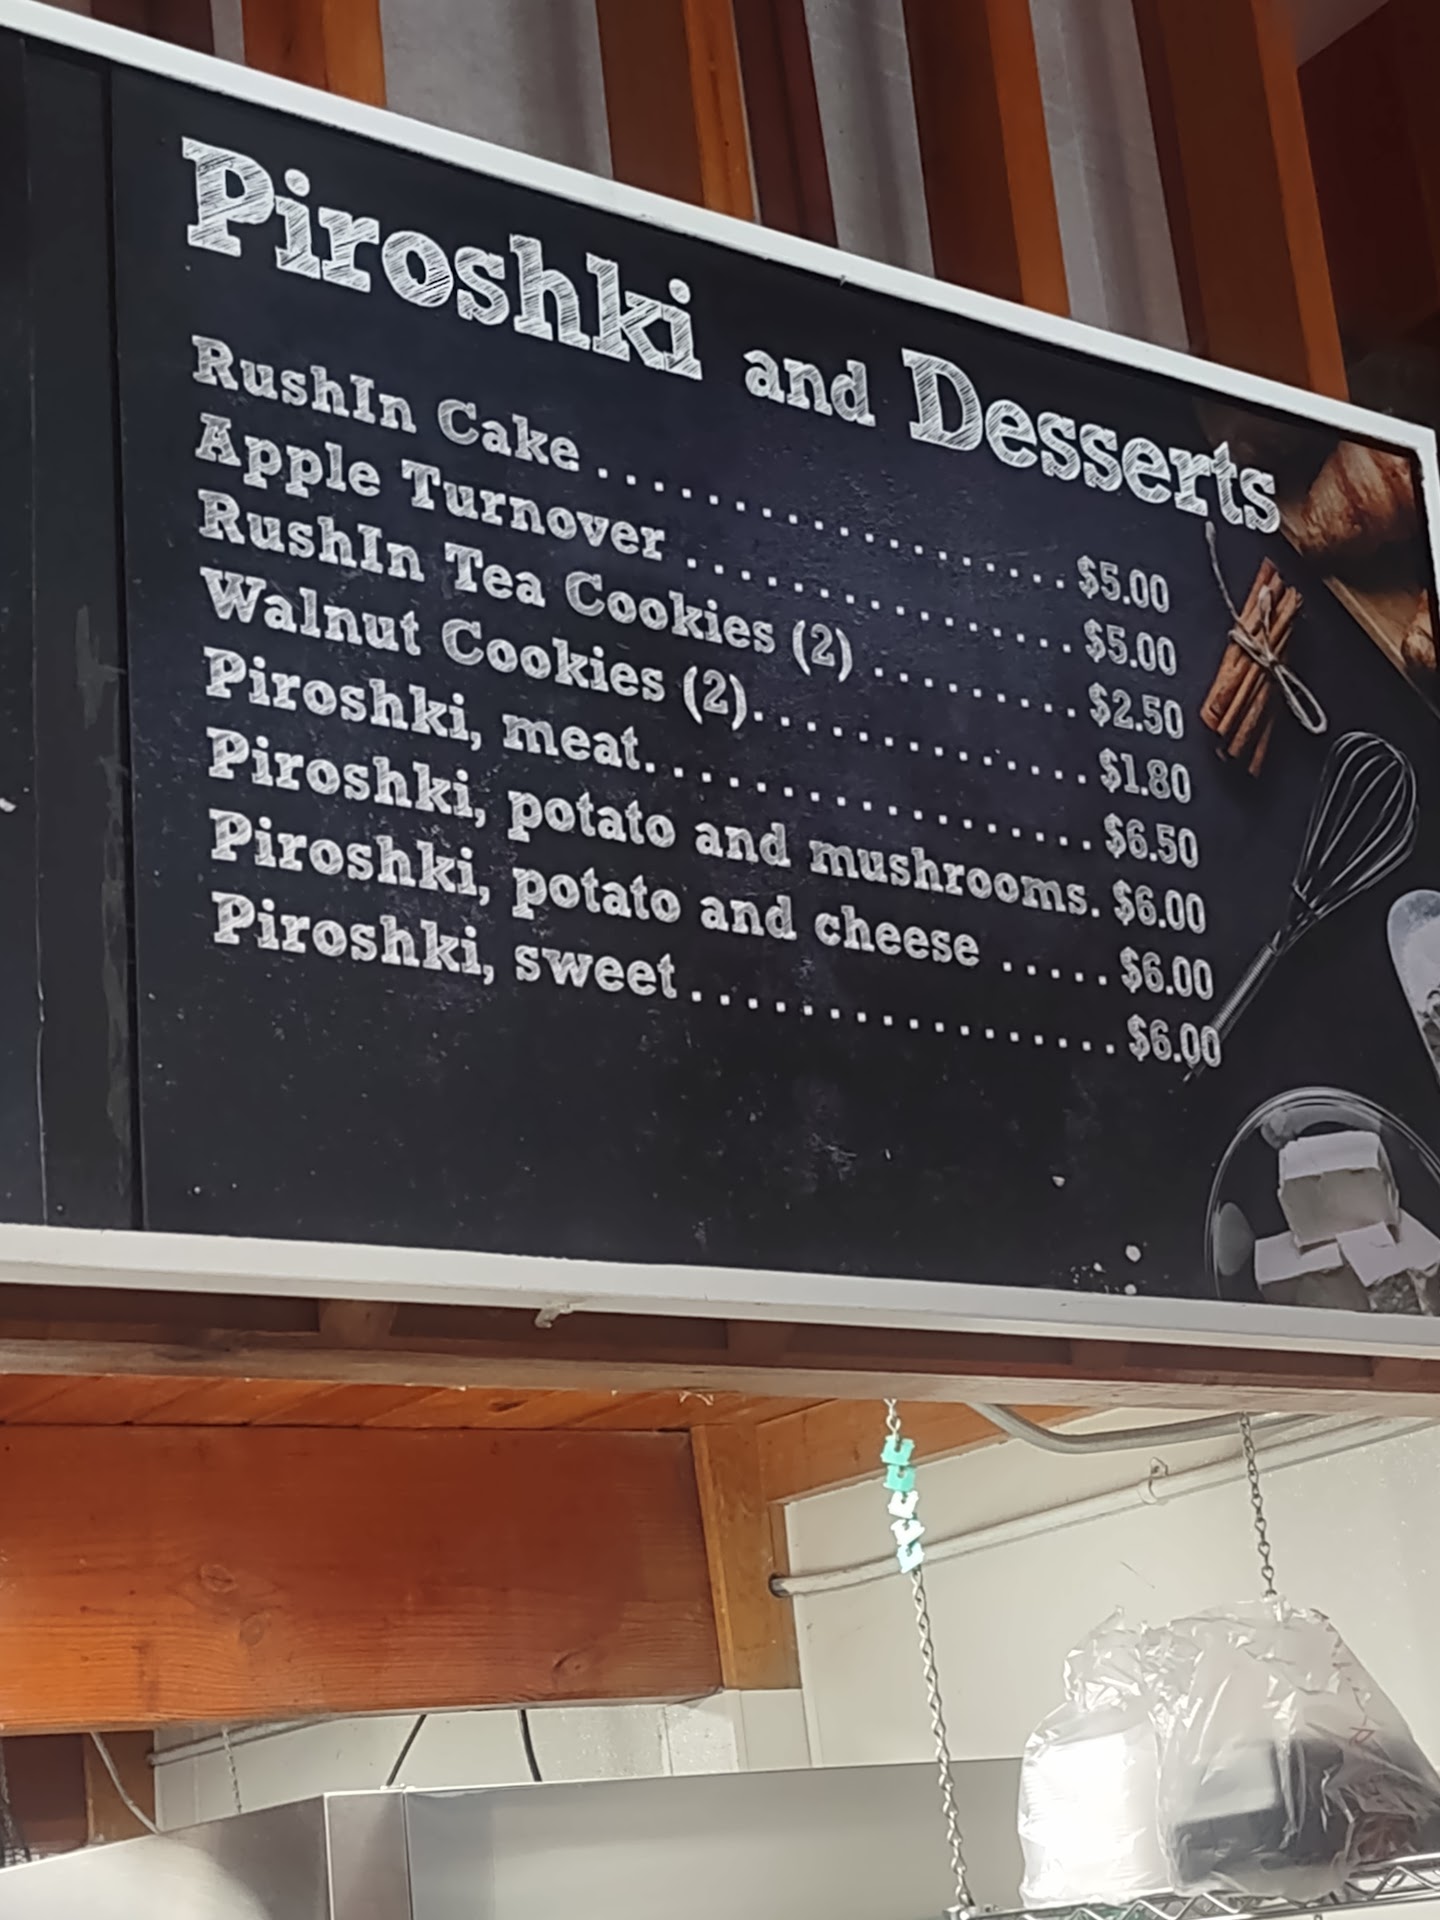 Piroshki and Desserts
RushIn Cake . . . . . . . . . . . . . . . . . . $5.00
Apple Turnover . . . . . . . . . . . . . . . $5.00
RushIn Tea Cookies (2) . . . . . . . . $2.50
Walnut Cookies (2). . . . . . . . . . . . . $1.80
Piroshki, meat. . . . . . . . . . . . . . . . . $6.50
Piroshki, potato and mushrooms. $6.00
Piroshki, potato and cheese . . . . . $6.00
Piroshki, sweet. . . . . . . . . . . . . . . . . $6.00